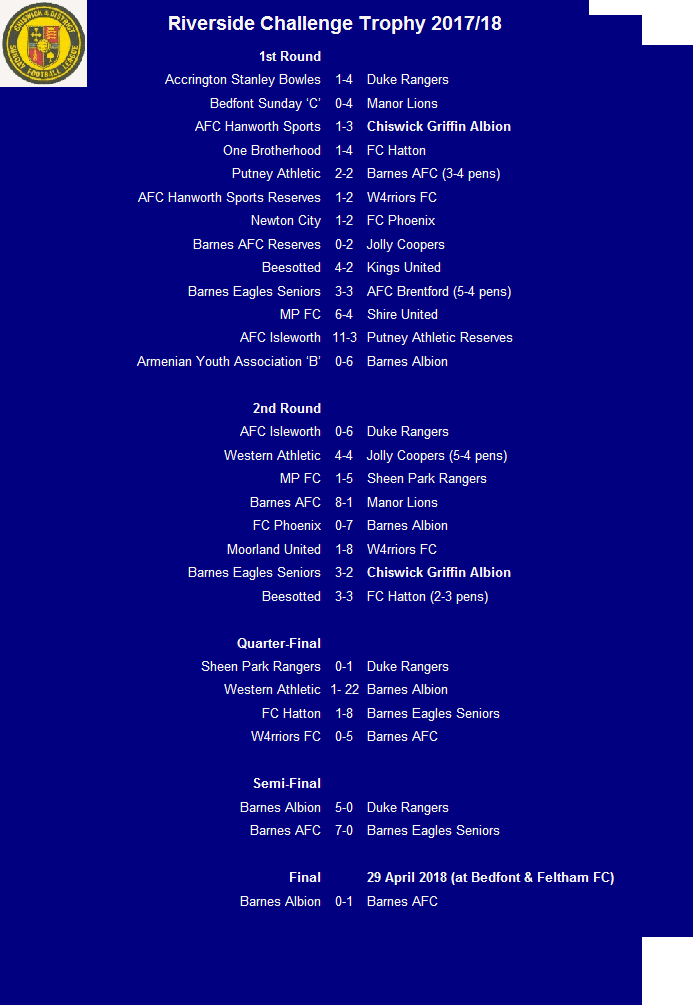 CHISWICK & DISTRICT
SUNDAY FOOTBALL LEAGUE
Riverside Challenge Trophy 2017/18
1st Round
Accrington Stanley Bowles 1-4 Duke Rangers
Bedfont Sunday ‘C’ 0-4 Manor Lions
AFC Hanworth Sports 1-3 Chiswick Griffin Albion
One Brotherhood 1-4 FC Hatton
Putney Athletic 2-2 Barnes AFC (3-4 pens)
AFC Hanworth Sports Reserves 1-2 W4rriors FC
Newton City 1-2 FC Phoenix
Barnes AFC Reserves 0-2 Jolly Coopers
Beesotted 4-2 Kings United
Barnes Eagles Seniors 3-3 AFC Brentford (5-4 pens)
MP FC 6-4 Shire United
AFC Isleworth 11-3 Putney Athletic Reserves
Armenian Youth Association ‘B’ 0-6 Barnes Albion
2nd Round
AFC Isleworth 0-6 Duke Rangers
Western Athletic 4-4 Jolly Coopers (5-4 pens)
MP FC 1-5 Sheen Park Rangers
Barnes AFC 8-1 Manor Lions
FC Phoenix 0-7 Barnes Albion
Moorland United 1-8 W4rriors FC
Barnes Eagles Seniors 3-2 Chiswick Griffin Albion
Beesotted 3-3 FC Hatton (2-3 pens)
Quarter-Final
Sheen Park Rangers 0-1 Duke Rangers
Western Athletic 1- 22 Barnes Albion
FC Hatton 1-8 Barnes Eagles Seniors
W4rriors FC 0-5 Barnes AFC
Semi-Final
Barnes Albion 5-0 Duke Rangers
Barnes AFC 7-0 Barnes Eagles Seniors
Final 29 April 2018 (at Bedfont & Feltham FC)
Barnes Albion 0-1 Barnes AFC